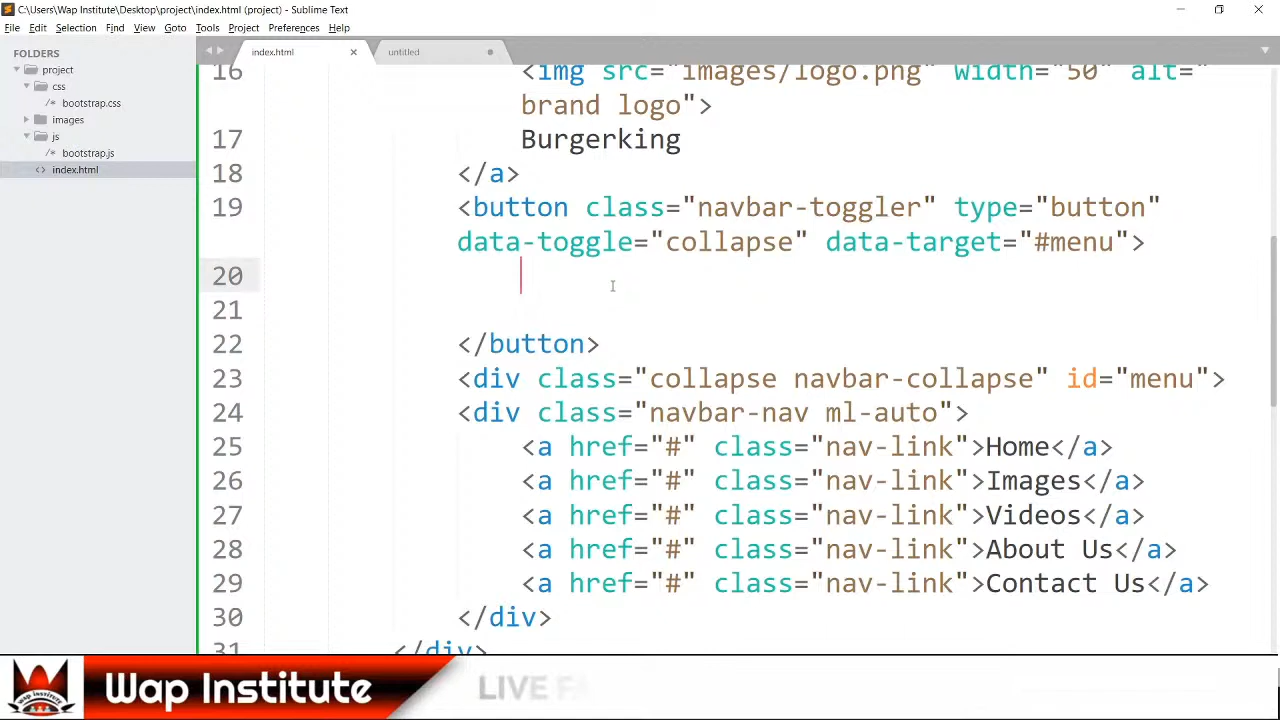 C:\Users\Wap Institute\Desktop\project\index.html (project) - Sublime Text
File Edit Selection Find View Goto Tools Project Preferences Help
FOLDERS
project
css
/* bootstrap.css
images
js
/* bootstrap.js
<> index.html
index.html
untitled
16 <img src="images/logo.png" width="50" alt="
brand logo">
17 Burgerking
18 </a>
19 <button class="navbar-toggler" type="button"
data-toggle="collapse" data-target="#menu">
20
21
22 </button>
23 <div class="collapse navbar-collapse" id="menu">
24 <div class="navbar-nav ml-auto">
25 <a href="#" class="nav-link">Home</a>
26 <a href="#" class="nav-link">Images</a>
27 <a href="#" class="nav-link">Videos</a>
28 <a href="#" class="nav-link">About Us</a>
29 <a href="#" class="nav-link">Contact Us</a>
30 </div>
31 </div>
Wap Institute
LIVE